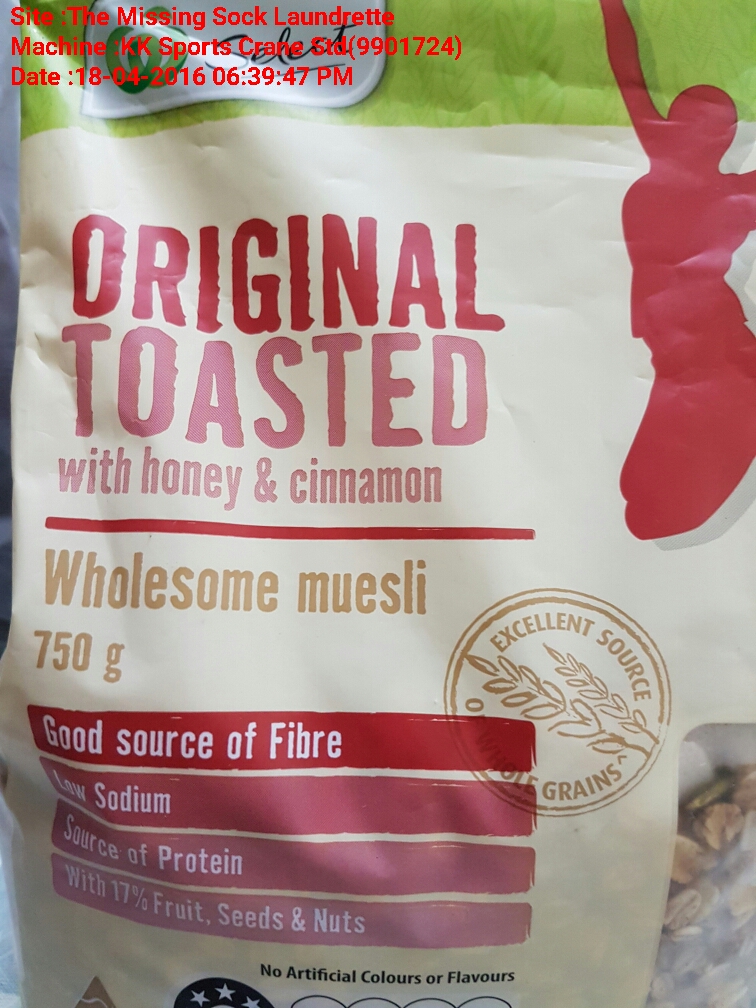 Site :The Missing Sock Laundrette
Machine :KK Sports Crane Std(9901724)
Date :18-04-2016 06:39:47 PM
Select
ORIGINAL
TOASTED
with honey & cinnamon
Wholesome muesli
750 g
EXCELLENT SOURCE
OF WHOLE GRAINS
Good source of Fibre
Low Sodium
Source of Protein
With 17% Fruit, Seeds & Nuts
No Artificial Colours or Flavours